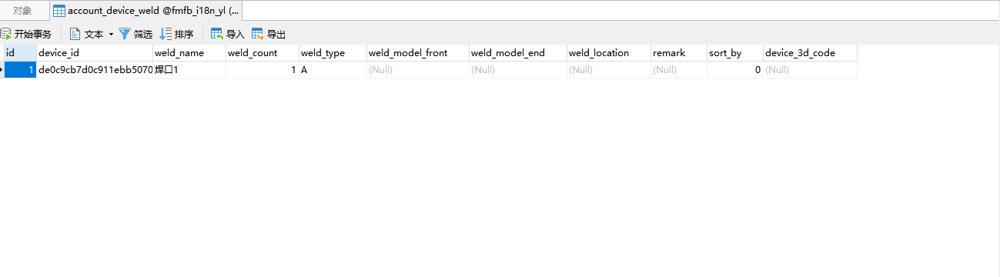 对象 account_device_weld @fmfb_i18n_yl (...
开始事务 文本 筛选 排序 导入 导出
id device_id weld_name weld_count weld_type weld_model_front weld_model_end weld_location remark sort_by device_3d_code
1 de0c9cb7d0c911ebb5070 焊口1 1 A (Null) (Null) (Null) (Null) 0 (Null)